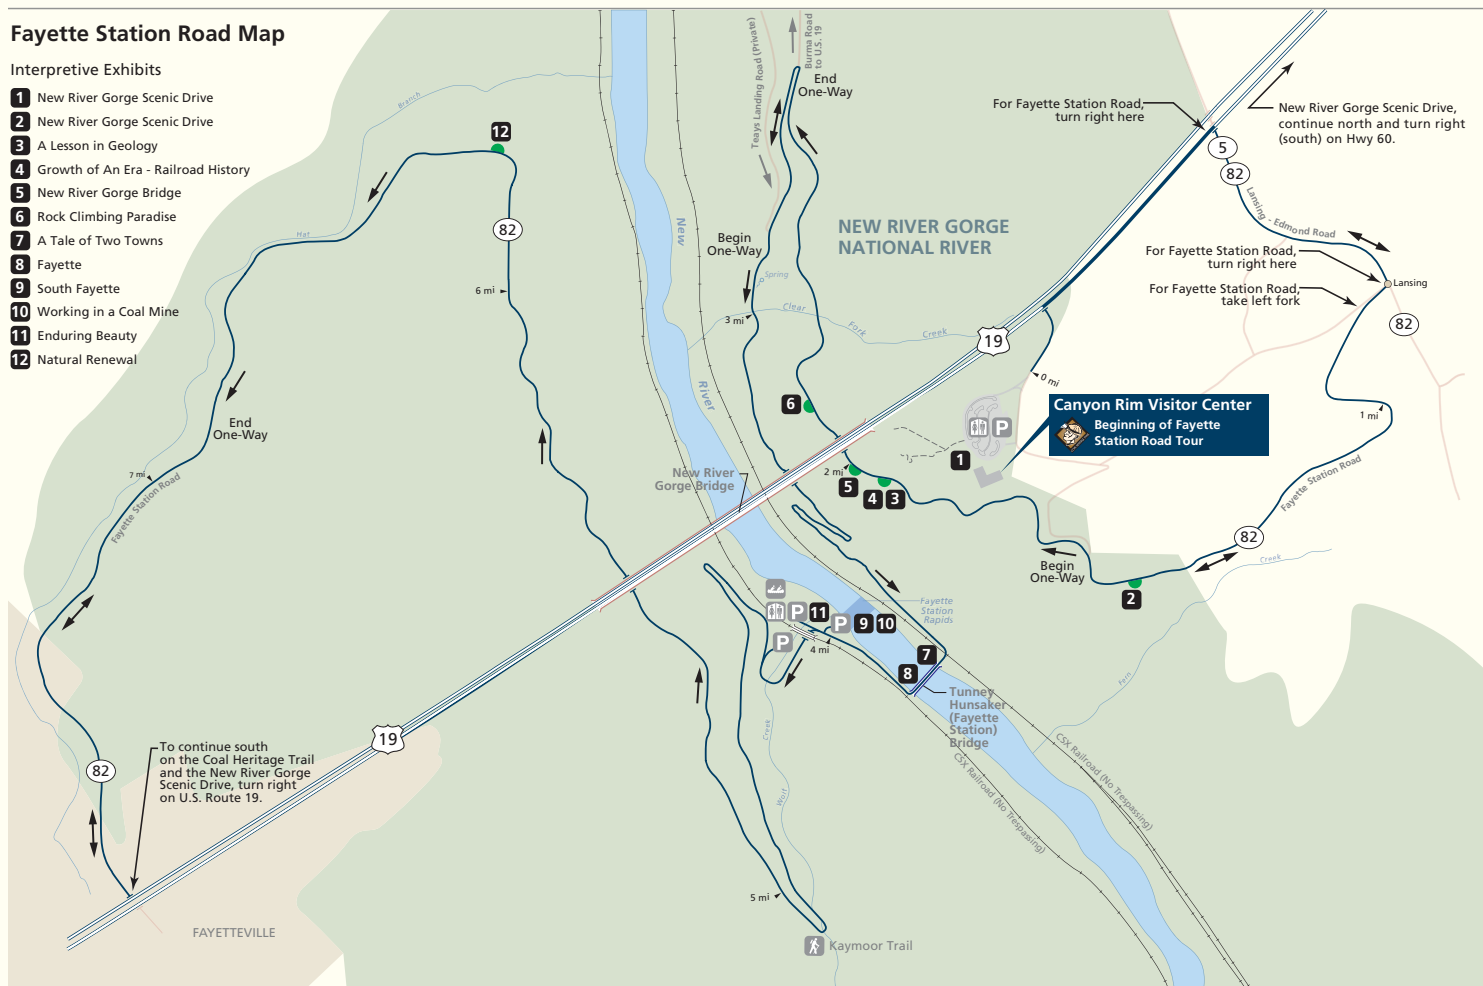 Fayette Station Road Map
Interpretive Exhibits
1 New River Gorge Scenic Drive
2 New River Gorge Scenic Drive
3 A Lesson in Geology
4 Growth of An Era - Railroad History
5 New River Gorge Bridge
6 Rock Climbing Paradise
7 A Tale of Two Towns
8 Fayette
9 South Fayette
10 Working in a Coal Mine
11 Enduring Beauty
12 Natural Renewal
Branch
12
82
Hat
6 mi
End
One-Way
7 mi
Fayette Station Road
82
To continue south
on the Coal Heritage Trail
and the New River Gorge
Scenic Drive, turn right
on U.S. Route 19.
19
FAYETTEVILLE
Teays Landing Road (Private)
Burma Road
to U.S. 19
End
One-Way
New
River
NEW RIVER GORGE
NATIONAL RIVER
Begin
One-Way
Spring
3 mi
Clear
Fork
Creek
6
19
New River
Gorge Bridge
2 mi
5
4
3
1
P
0 mi
Canyon Rim Visitor Center
Beginning of Fayette
Station Road Tour
For Fayette Station Road,
turn right here
New River Gorge Scenic Drive,
continue north and turn right
(south) on Hwy 60.
5
82
Lansing - Edmond Road
For Fayette Station Road,
turn right here
Lansing
For Fayette Station Road,
take left fork
82
1 mi
Fayette Station Road
82
Creek
Begin
One-Way
2
Fern
Fayette
Station
Rapids
P
11
P
9
10
P
4 mi
7
8
Tunney
Hunsaker
(Fayette
Station)
Bridge
CSX Railroad (No Trespassing)
CSX Railroad (No Trespassing)
Creek
Wolf
5 mi
Kaymoor Trail